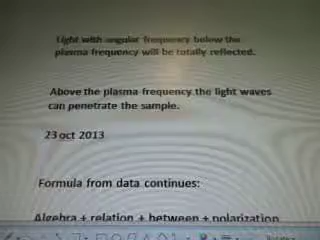 Light with angular frequency below the
plasma frequency will be totally reflected.
Above the plasma frequency the light waves
can penetrate the sample.
23 oct 2013
Formula from data continues:
Algebra + relation + between + polarization